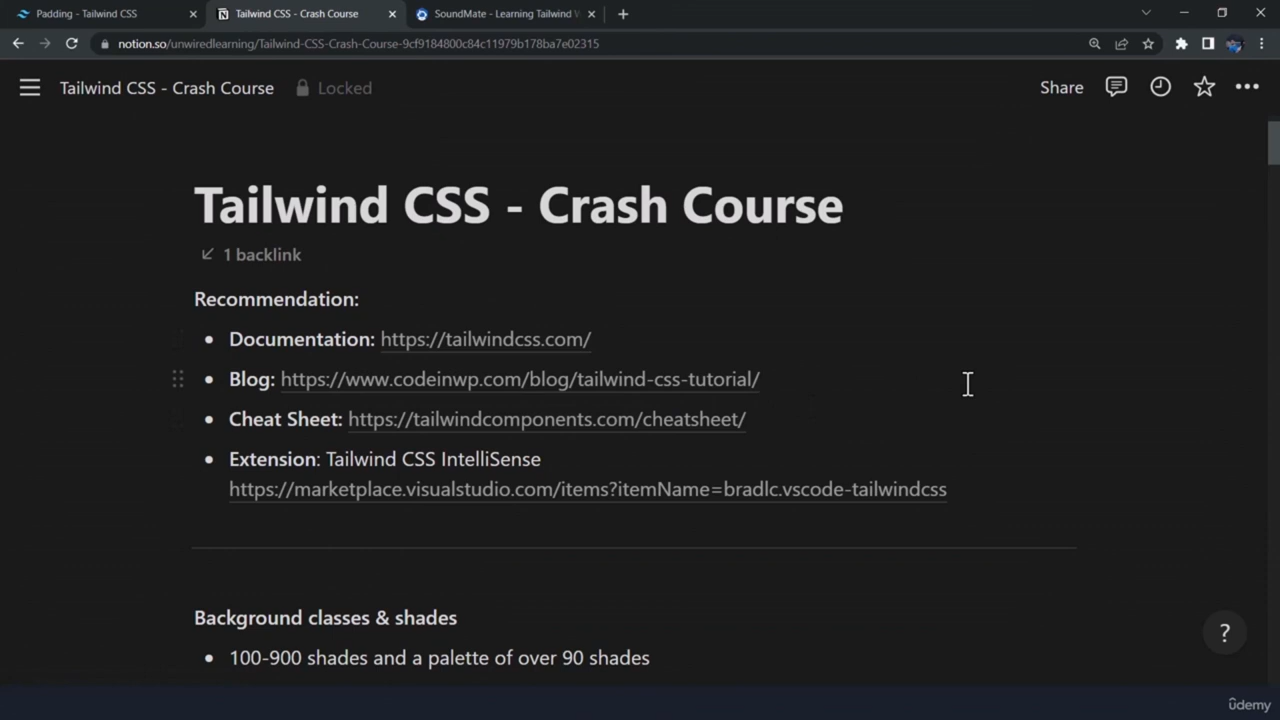 Padding - Tailwind CSS
Tailwind CSS - Crash Course
SoundMate - Learning Tailwind
notion.so/unwiredlearning/Tailwind-CSS-Crash-Course-9cf9184800c84c11979b178ba7e02315
Tailwind CSS - Crash Course Locked Share
Tailwind CSS - Crash Course
1 backlink
Recommendation:
• Documentation: https://tailwindcss.com/
• Blog: https://www.codeinwp.com/blog/tailwind-css-tutorial/
• Cheat Sheet: https://tailwindcomponents.com/cheatsheet/
• Extension: Tailwind CSS IntelliSense
https://marketplace.visualstudio.com/items?itemName=bradlc.vscode-tailwindcss
Background classes & shades
• 100-900 shades and a palette of over 90 shades
?
ûdemy